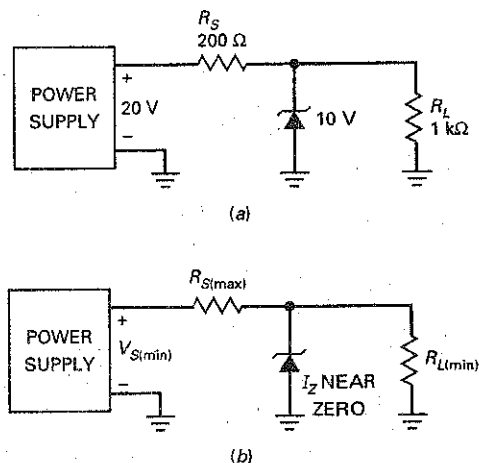 R_S
200 Ω
POWER
SUPPLY
+
20 V
−
10 V
R_L
1 kΩ
(a)
R_S(max)
POWER
SUPPLY
+
V_S(min)
−
I_Z NEAR
ZERO
R_L(min)
(b)